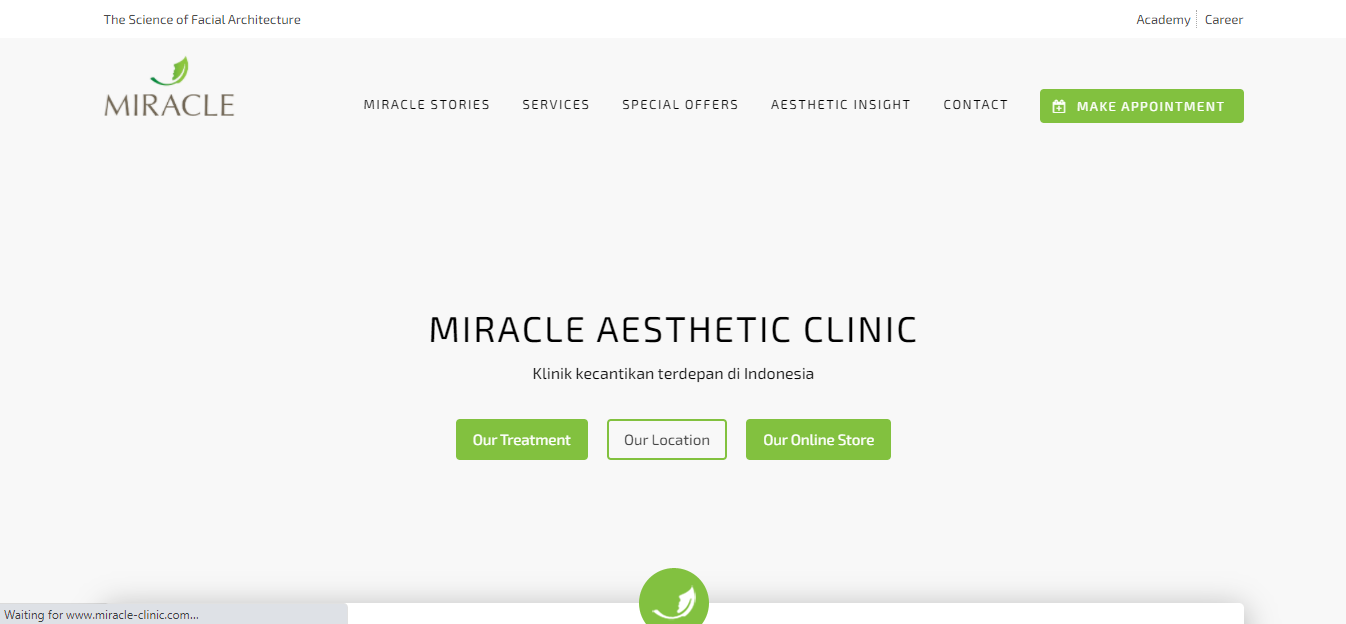 The Science of Facial Architecture
Academy
Career
MIRACLE
MIRACLE STORIES
SERVICES
SPECIAL OFFERS
AESTHETIC INSIGHT
CONTACT
MAKE APPOINTMENT
MIRACLE AESTHETIC CLINIC
Klinik kecantikan terdepan di Indonesia
Our Treatment
Our Location
Our Online Store
Waiting for www.miracle-clinic.com...